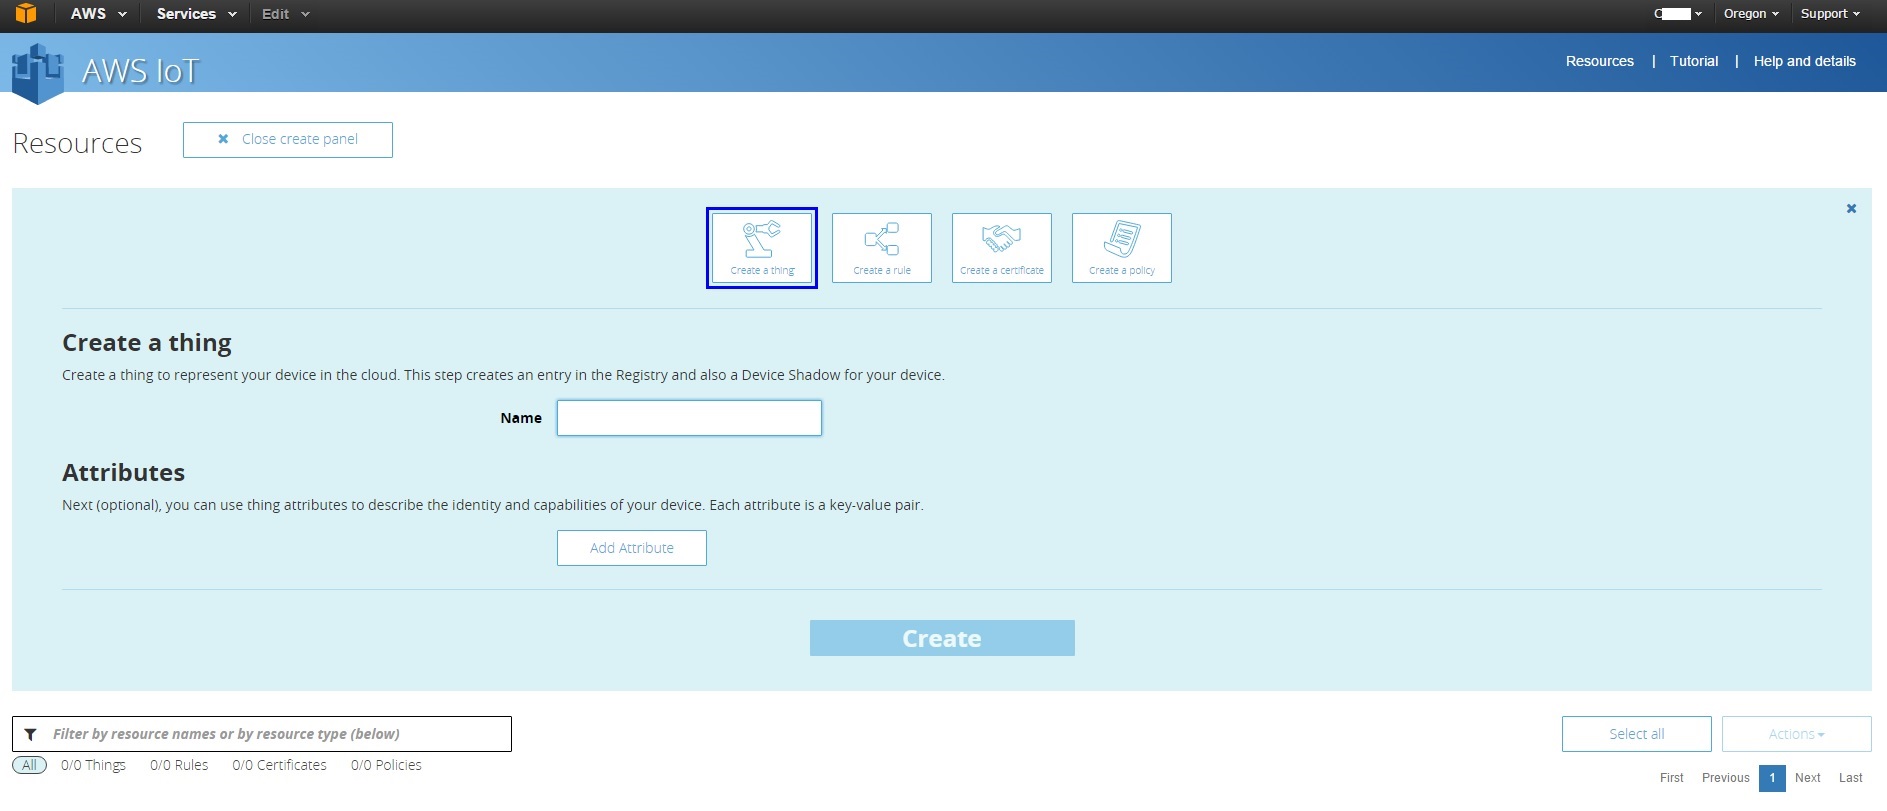 AWS Services Edit Oregon Support
AWS IoT
Resources | Tutorial | Help and details
Resources
Close create panel
Create a thing Create a rule Create a certificate Create a policy
Create a thing
Create a thing to represent your device in the cloud. This step creates an entry in the Registry and also a Device Shadow for your device.
Name
Attributes
Next (optional), you can use thing attributes to describe the identity and capabilities of your device. Each attribute is a key-value pair.
Add Attribute
Create
Filter by resource names or by resource type (below)
Select all Actions
All 0/0 Things 0/0 Rules 0/0 Certificates 0/0 Policies
First Previous 1 Next Last